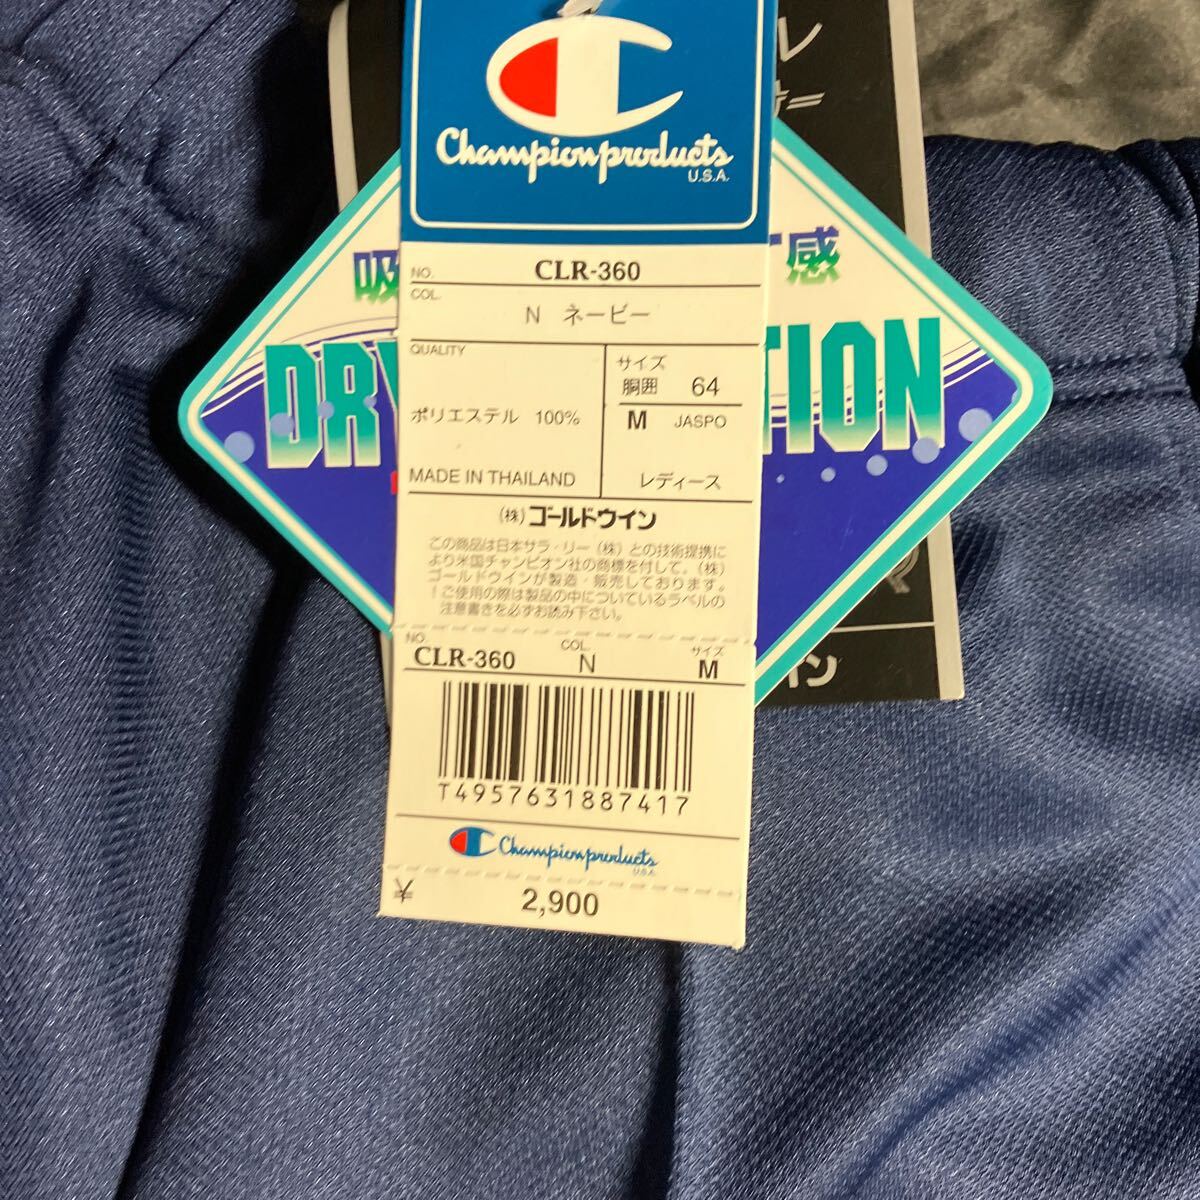 C
Championproducts
U.S.A.
NO. CLR-360
COL.
N ネービー
QUALITY
ポリエステル 100%
MADE IN THAILAND
サイズ
胴囲 64
M JASPO
レディース
(株)ゴールドウイン
この商品は日本サラ・リー(株)との技術提携に
より米国チャンピオン社の商標を付して、(株)
ゴールドウインが製造・販売しております。
!ご使用の際は製品の中についているラベルの
注意書きを必ずお読み下さい。
NO. CLR-360 COL. N サイズ M
T4957631887417
Championproducts
U.S.A.
¥ 2,900
吸
感
DRY
TION
ル
イン